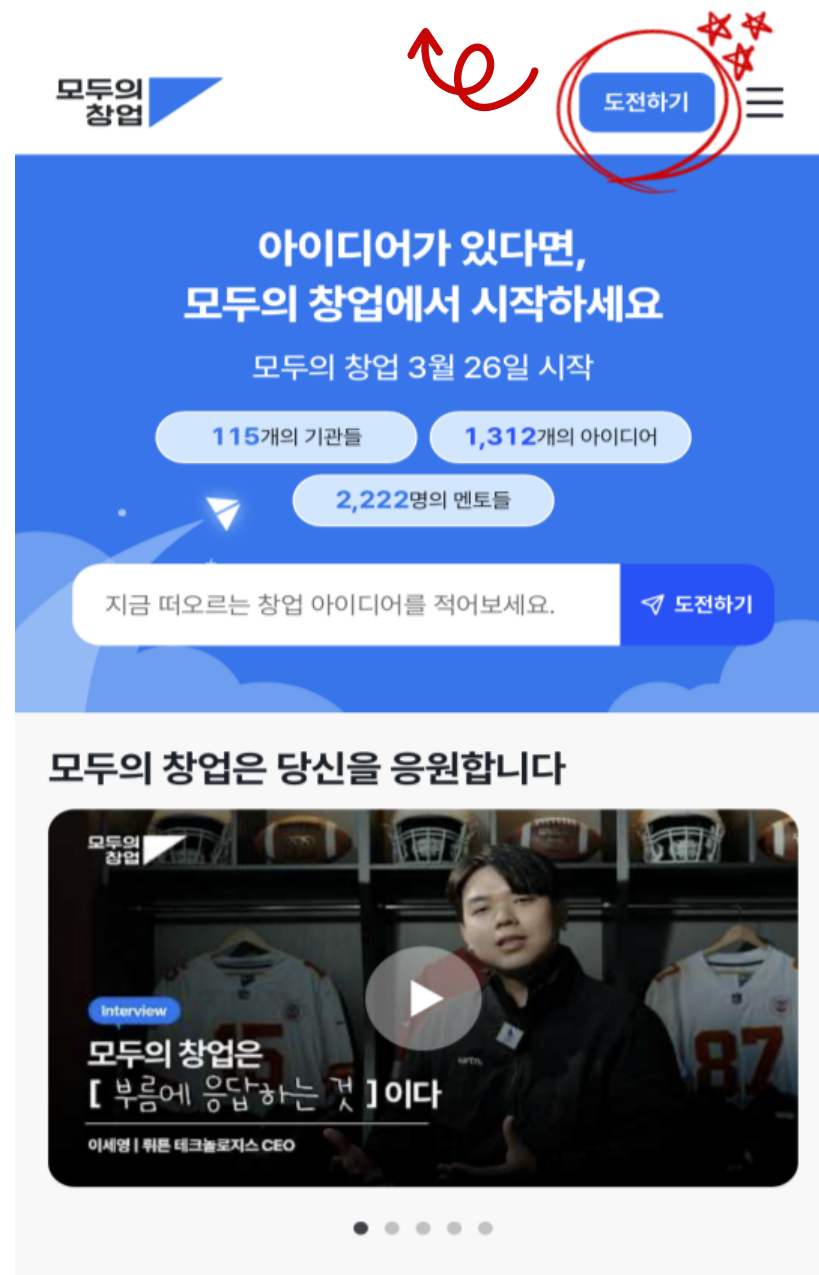 모두의
창업
도전하기
아이디어가 있다면,
모두의 창업에서 시작하세요
모두의 창업 3월 26일 시작
115개의 기관들
1,312개의 아이디어
2,222명의 멘토들
지금 떠오르는 창업 아이디어를 적어보세요.
도전하기
모두의 창업은 당신을 응원합니다
모두의
창업
45
87
wrtn.
Interview
모두의 창업은
[ 부름에 응답하는 것 ] 이다
이세영 | 뤼튼 테크놀로지스 CEO